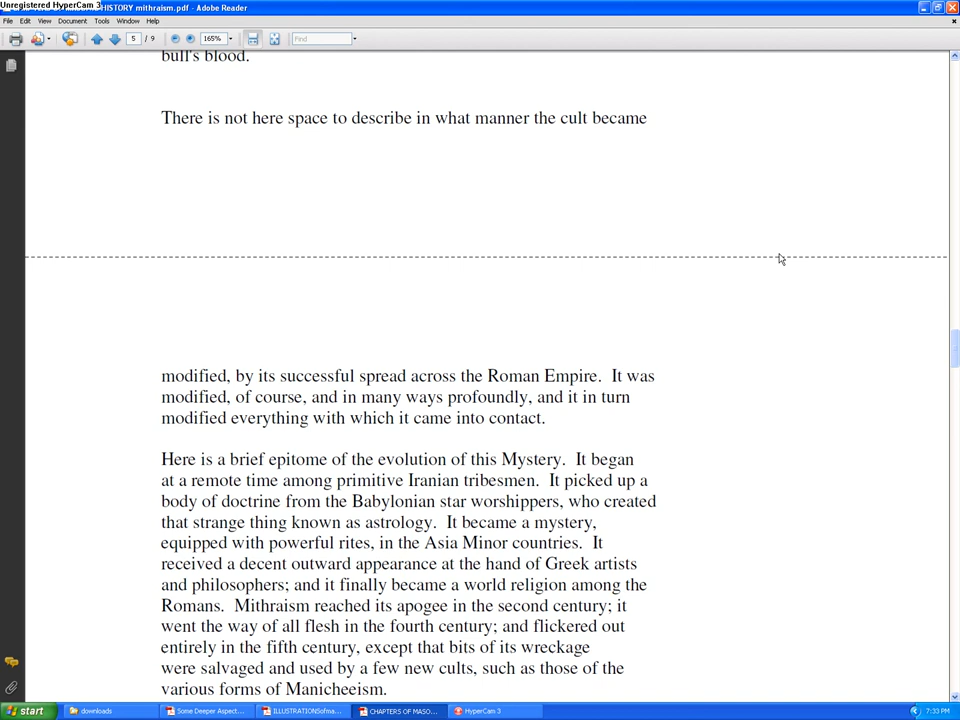 Unregistered HyperCam 3
HISTORY mithraism.pdf - Adobe Reader
File Edit View Document Tools Window Help
5 / 9 165% Find
bull's blood.
There is not here space to describe in what manner the cult became
modified, by its successful spread across the Roman Empire. It was
modified, of course, and in many ways profoundly, and it in turn
modified everything with which it came into contact.
Here is a brief epitome of the evolution of this Mystery. It began
at a remote time among primitive Iranian tribesmen. It picked up a
body of doctrine from the Babylonian star worshippers, who created
that strange thing known as astrology. It became a mystery,
equipped with powerful rites, in the Asia Minor countries. It
received a decent outward appearance at the hand of Greek artists
and philosophers; and it finally became a world religion among the
Romans. Mithraism reached its apogee in the second century; it
went the way of all flesh in the fourth century; and flickered out
entirely in the fifth century, except that bits of its wreckage
were salvaged and used by a few new cults, such as those of the
various forms of Manicheeism.
start downloads Some Deeper Aspect... ILLUSTRATIONSofma... CHAPTERS OF MASO... HyperCam 3 7:33 PM